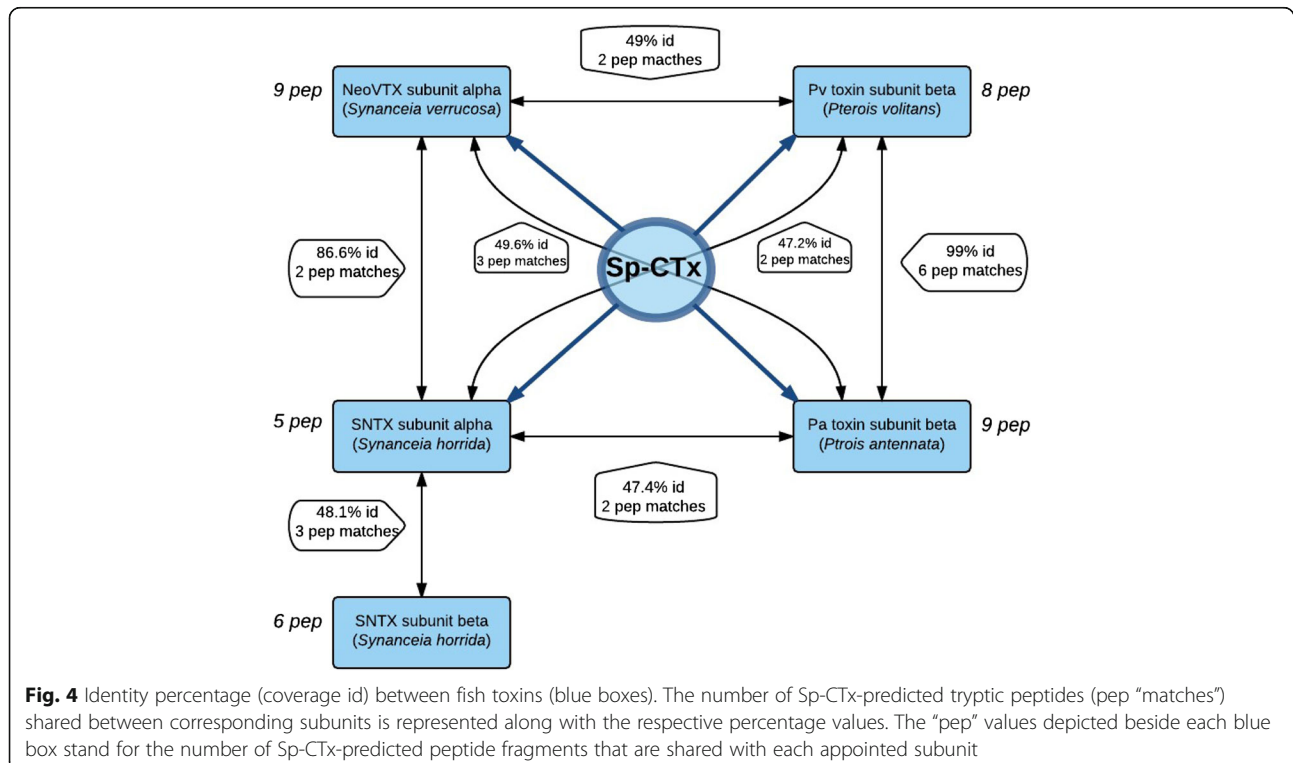 49% id
2 pep macthes
9 pep
NeoVTX subunit alpha
(Synanceia verrucosa)
Pv toxin subunit beta
(Pterois volitans)
8 pep
86.6% id
2 pep matches
49.6% id
3 pep matches
Sp-CTx
47.2% id
2 pep matches
99% id
6 pep matches
5 pep
SNTX subunit alpha
(Synanceia horrida)
Pa toxin subunit beta
(Ptrois antennata)
9 pep
47.4% id
2 pep matches
48.1% id
3 pep matches
6 pep
SNTX subunit beta
(Synanceia horrida)
Fig. 4 Identity percentage (coverage id) between fish toxins (blue boxes). The number of Sp-CTx-predicted tryptic peptides (pep “matches”)
shared between corresponding subunits is represented along with the respective percentage values. The “pep” values depicted beside each blue
box stand for the number of Sp-CTx-predicted peptide fragments that are shared with each appointed subunit